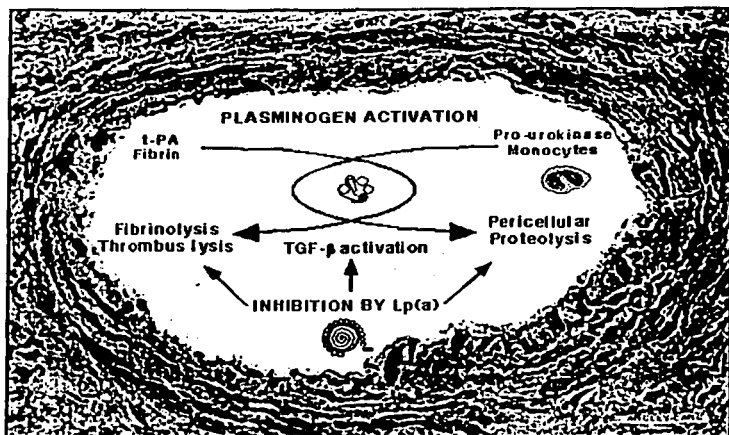 PLASMINOGEN ACTIVATION
t-PA
Fibrin
Pro-urokinase
Monocytes
Fibrinolysis
Thrombus lysis
TGF-β activation
Pericellular
Proteolysis
INHIBITION BY Lp(a)